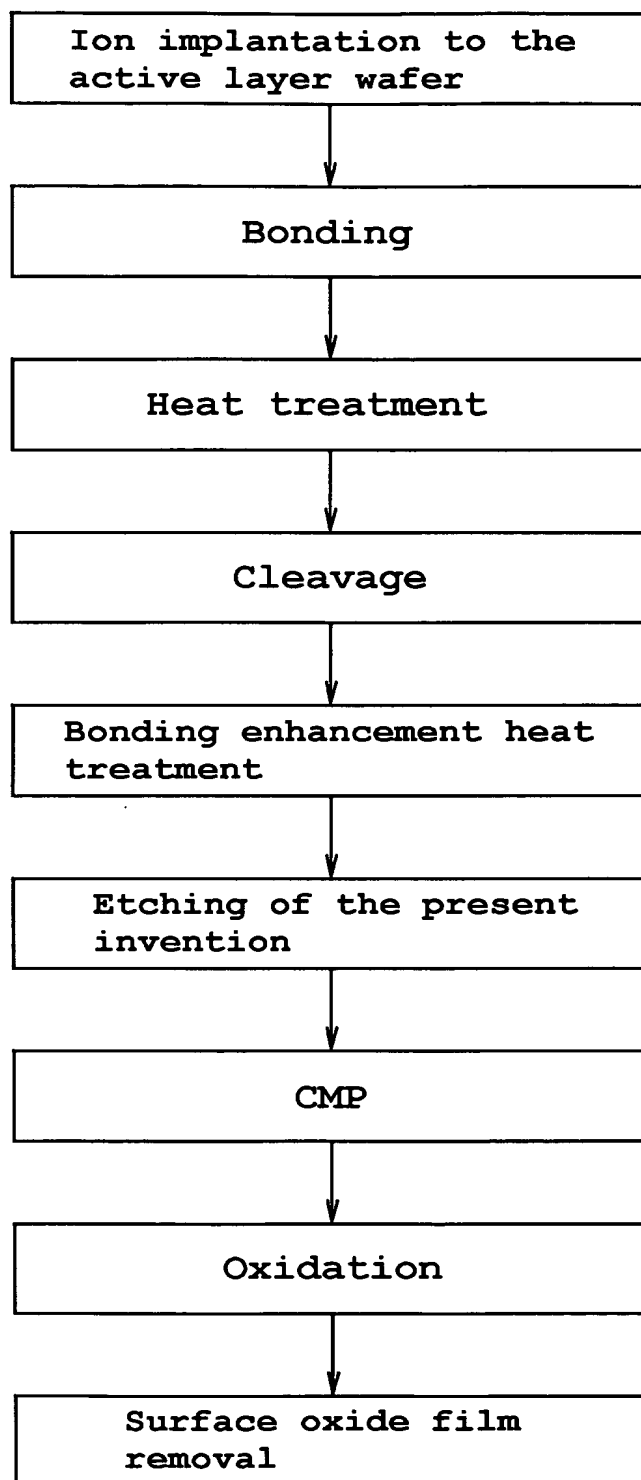 Ion implantation to the
active layer wafer
Bonding
Heat treatment
Cleavage
Bonding enhancement heat
treatment
Etching of the present
invention
CMP
Oxidation
Surface oxide film
removal